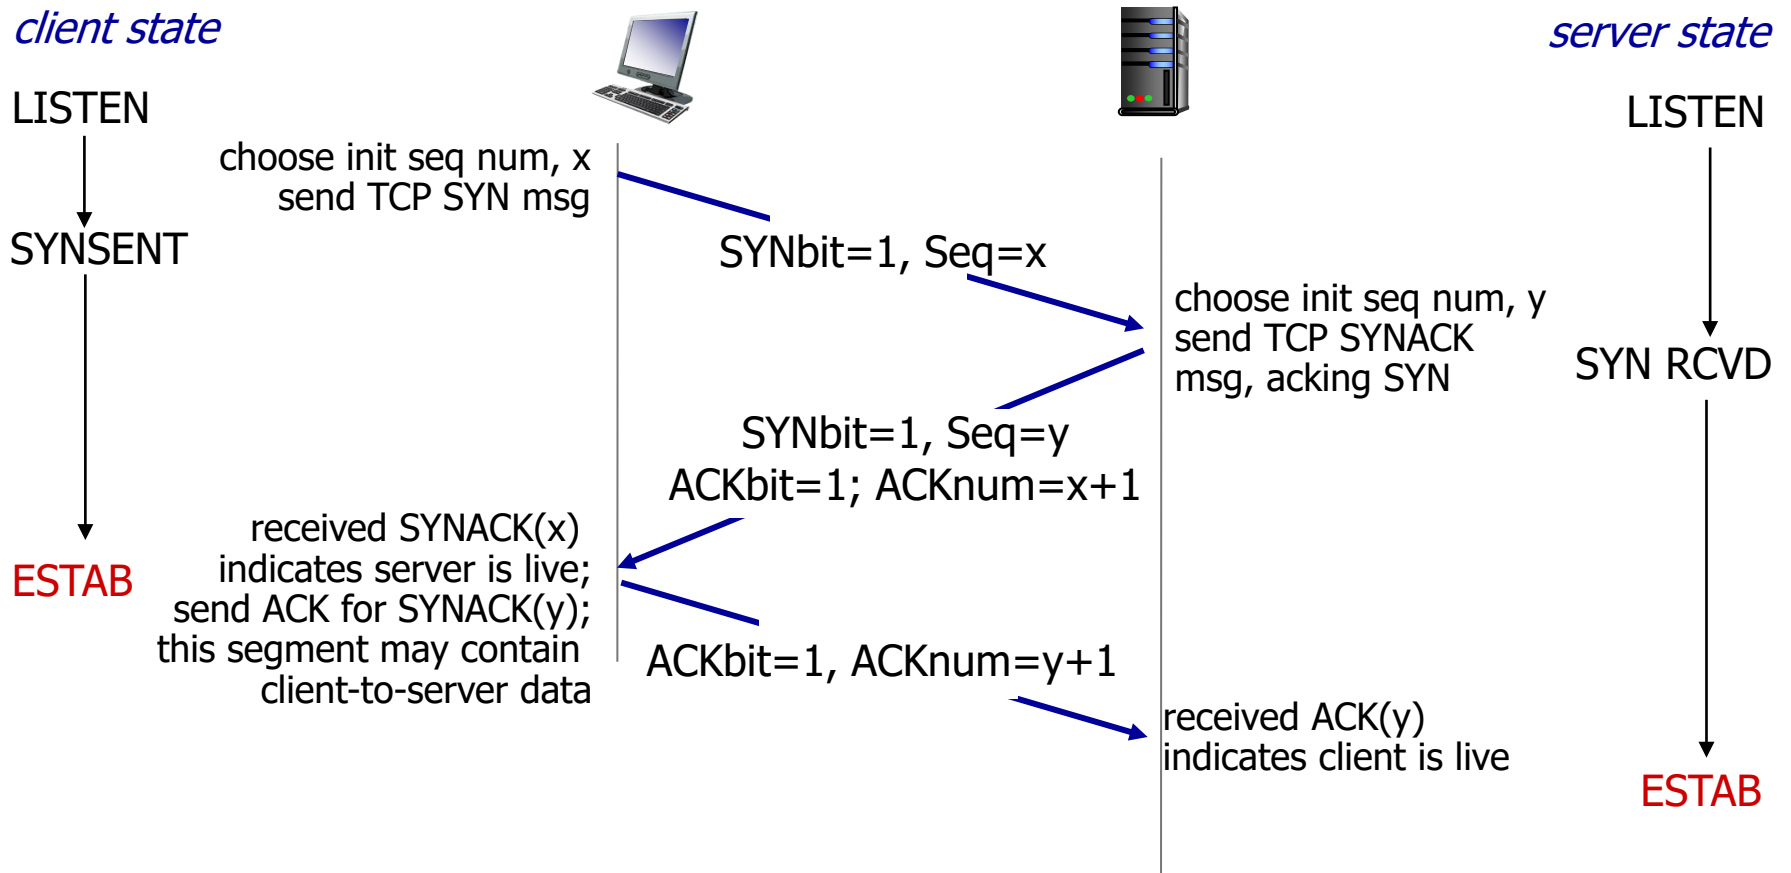 client state
server state
LISTEN
LISTEN
choose init seq num, x
send TCP SYN msg
SYNSENT
SYNbit=1, Seq=x
choose init seq num, y
send TCP SYNACK
msg, acking SYN
SYN RCVD
SYNbit=1, Seq=y
ACKbit=1; ACKnum=x+1
received SYNACK(x)
indicates server is live;
send ACK for SYNACK(y);
this segment may contain
client-to-server data
ESTAB
ACKbit=1, ACKnum=y+1
received ACK(y)
indicates client is live
ESTAB